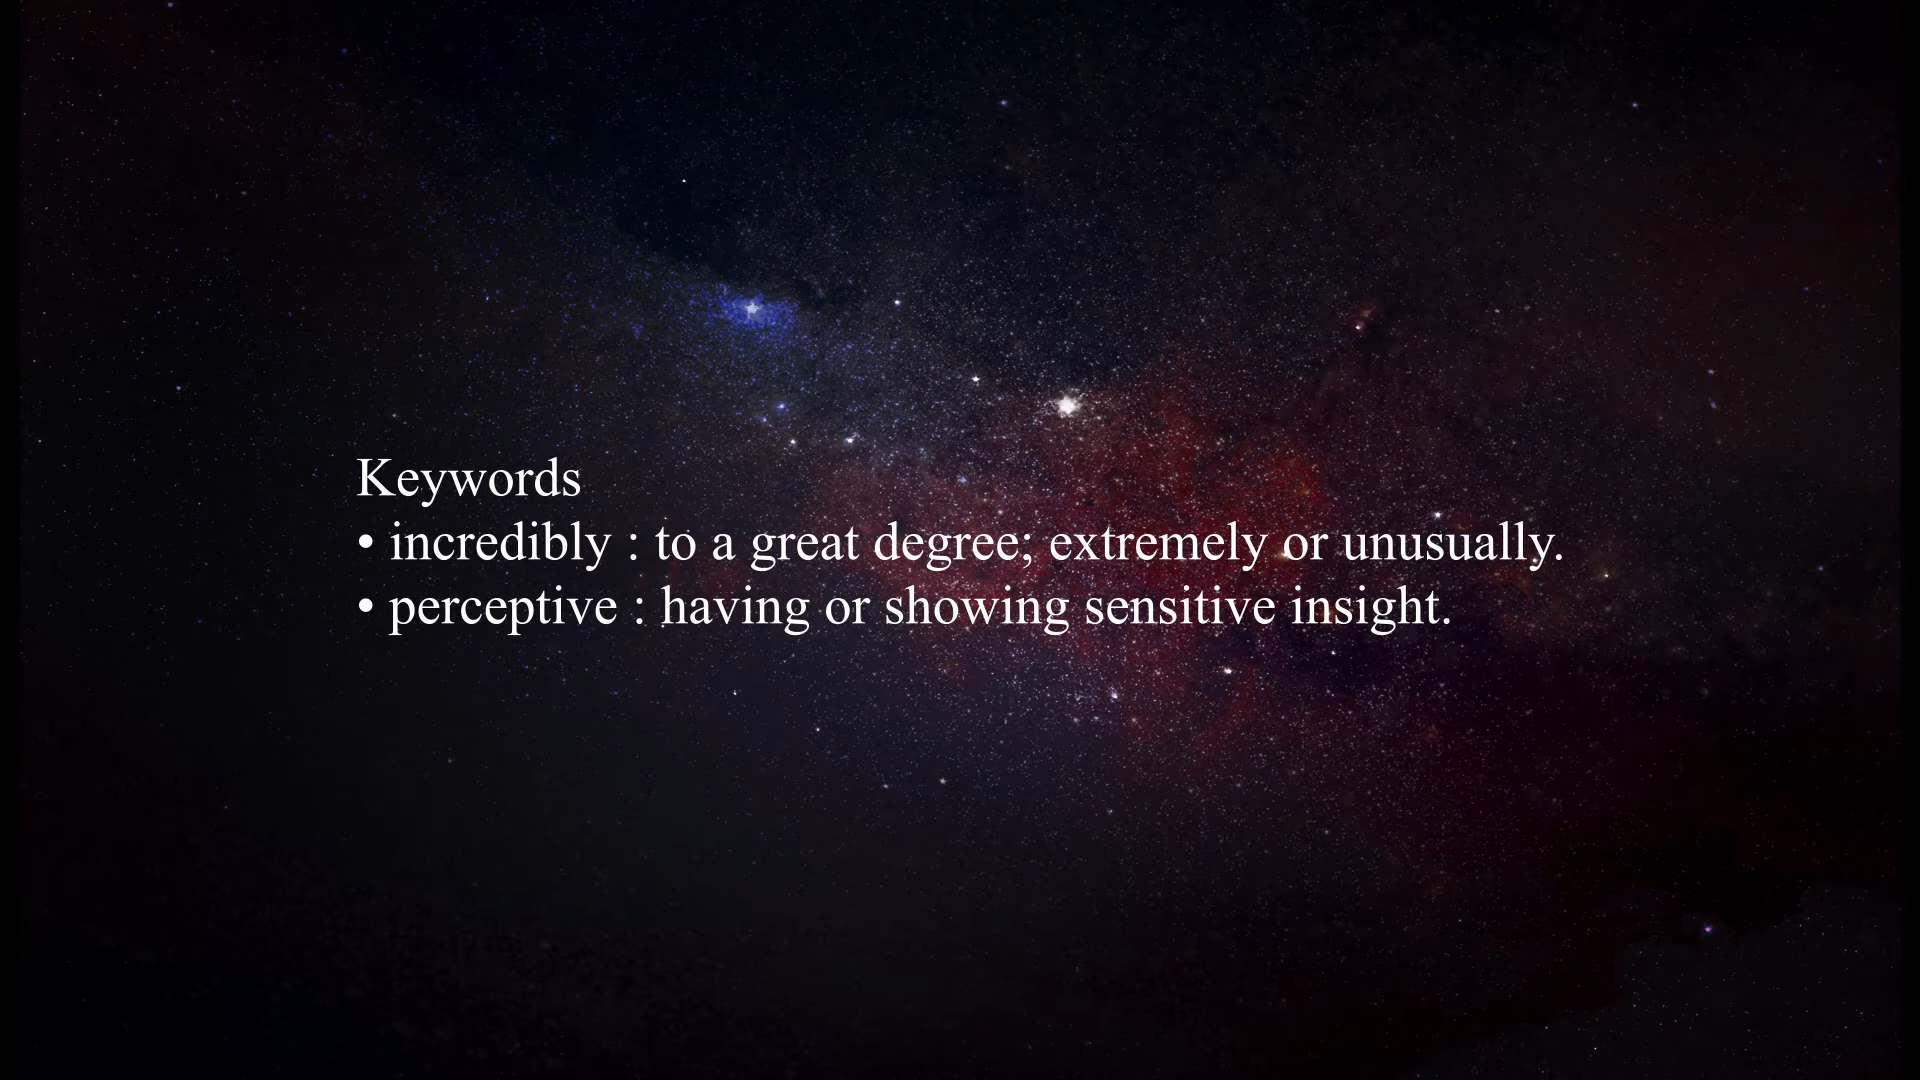 Keywords
• incredibly : to a great degree; extremely or unusually.
• perceptive : having or showing sensitive insight.